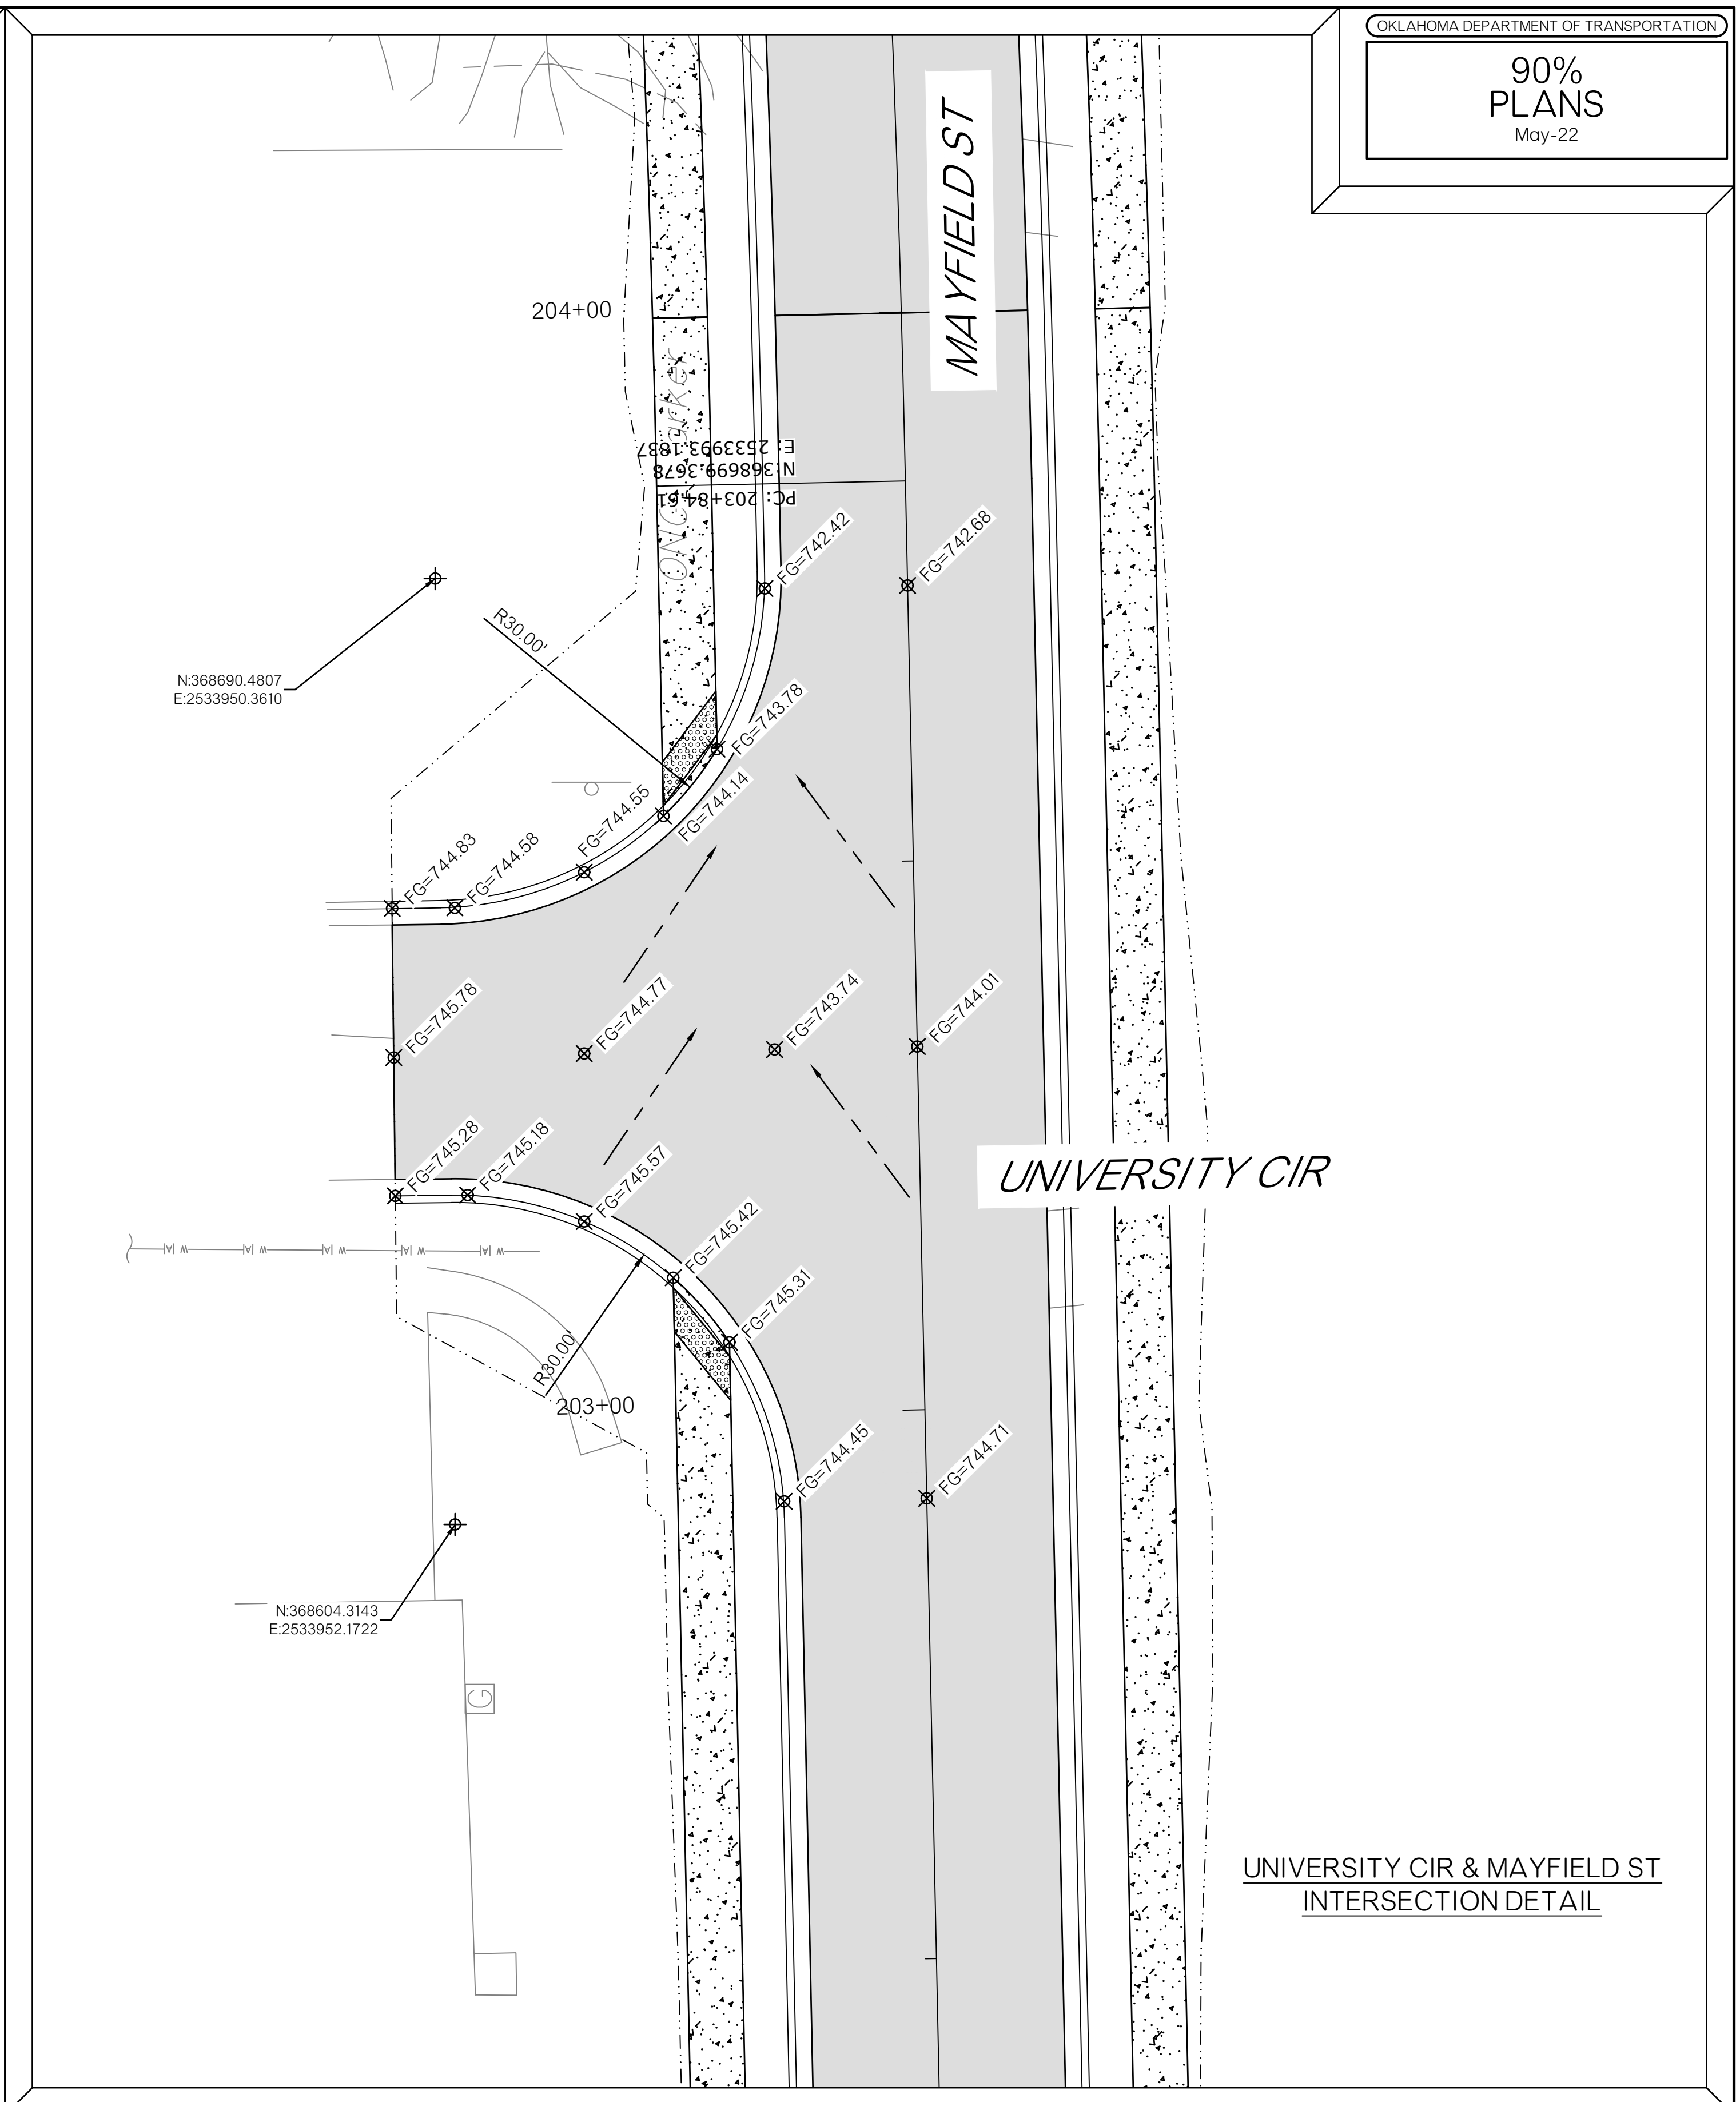 OKLAHOMA DEPARTMENT OF TRANSPORTATION
90%
PLANS
May-22
MAYFIELD ST
204+00
ONG Marker
E: 2533993.1837
N:368699.3678
PC: 203+84.61
FG=742.42
FG=742.68
R30.00'
N:368690.4807
E:2533950.3610
FG=743.78
FG=744.14
FG=744.55
FG=744.58
FG=744.83
FG=745.78
FG=744.77
FG=743.74
FG=744.01
FG=745.28
FG=745.18
FG=745.57
UNIVERSITY CIR
FG=745.42
W W W W W
FG=745.31
R30.00'
203+00
FG=744.45
FG=744.71
N:368604.3143
E:2533952.1722
G
UNIVERSITY CIR & MAYFIELD ST
INTERSECTION DETAIL